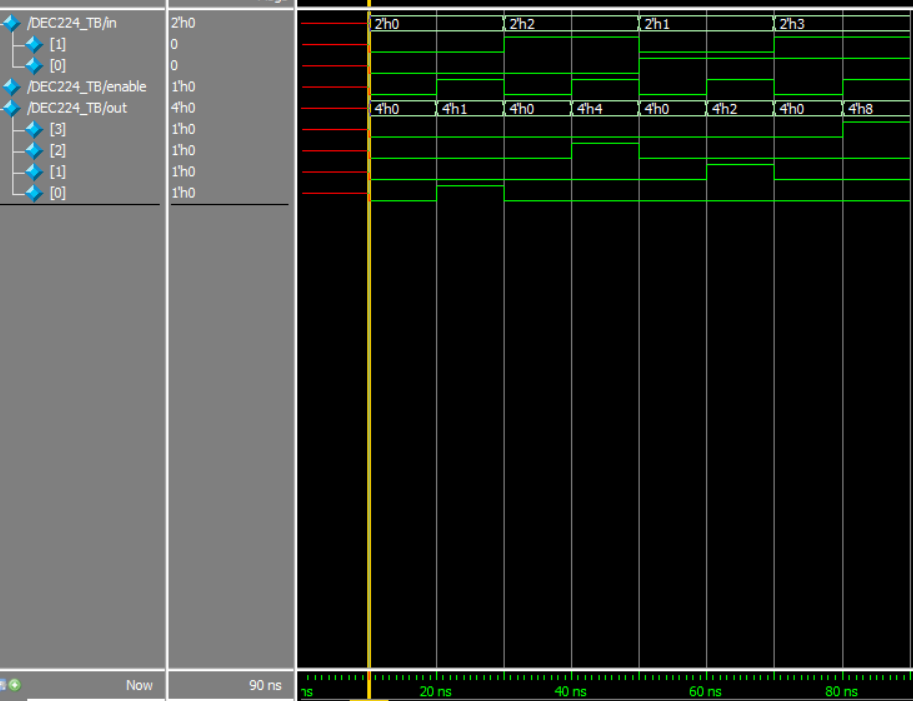 /DEC224_TB/in 2'h0 2'h0 2'h2 2'h1 2'h3
[1] 0
[0] 0
/DEC224_TB/enable 1'h0
/DEC224_TB/out 4'h0 4'h0 4'h1 4'h0 4'h4 4'h0 4'h2 4'h0 4'h8
[3] 1'h0
[2] 1'h0
[1] 1'h0
[0] 1'h0
Now 90 ns ns 20 ns 40 ns 60 ns 80 ns